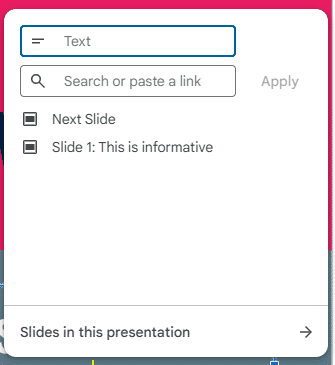 Text
Search or paste a link
Apply
Next Slide
Slide 1: This is informative
Slides in this presentation